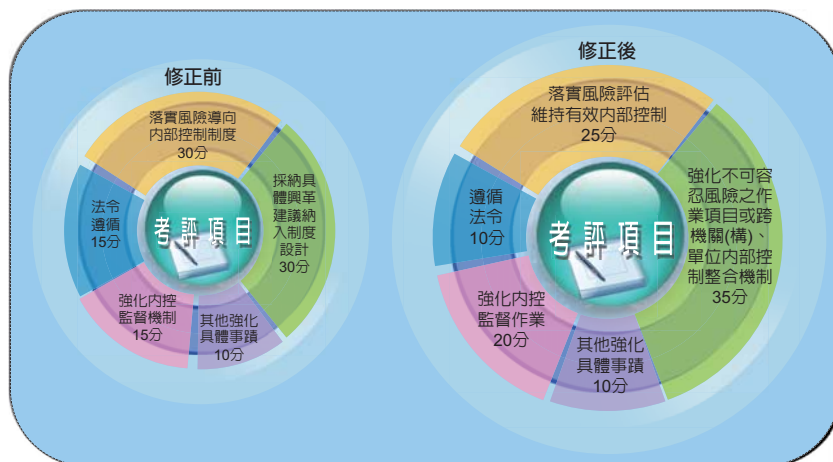 修正前
落實風險導向
內部控制制度
30分
採納具
體興革
建議納
入制度
設計
30分
其他強化
具體事蹟
10分
強化內控
監督機制
15分
法令
遵循
15分
考評項目
修正後
落實風險評估
維持有效內部控制
25分
強化不可容
忍風險之作
業項目或跨
機關(構)、
單位內部控
制整合機制
35分
其他強化
具體事蹟
10分
強化內控
監督作業
20分
遵循
法令
10分
考評項目